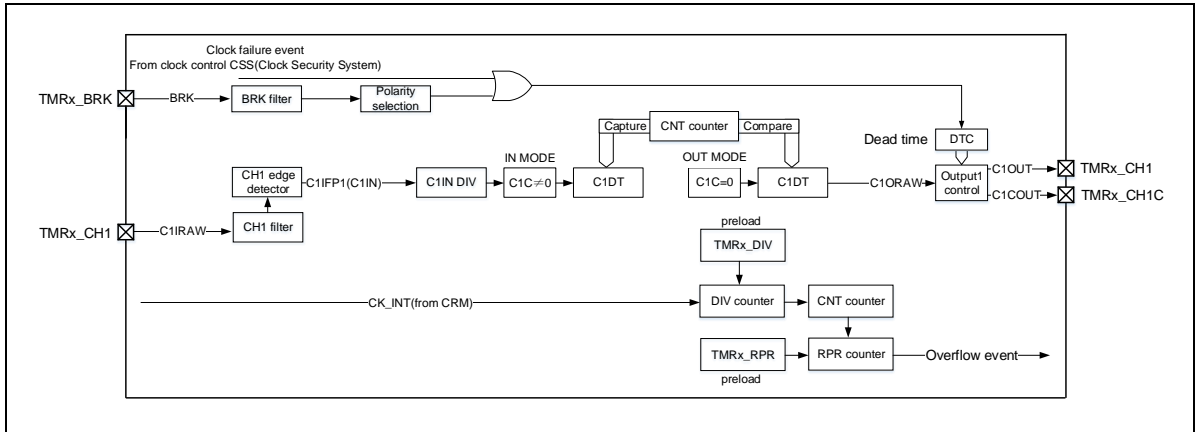 Clock failure event
From clock control CSS(Clock Security System)
TMRx_BRK
BRK
BRK filter
Polarity
selection
Capture
CNT counter
Compare
Dead time
DTC
IN MODE
OUT MODE
CH1 edge
detector
C1IFP1(C1IN)
C1IN DIV
C1C≠0
C1DT
C1C=0
C1DT
C1ORAW
Output1
control
C1OUT
TMRx_CH1
C1COUT
TMRx_CH1C
TMRx_CH1
C1IRAW
CH1 filter
preload
TMRx_DIV
CK_INT(from CRM)
DIV counter
CNT counter
TMRx_RPR
RPR counter
Overflow event
preload